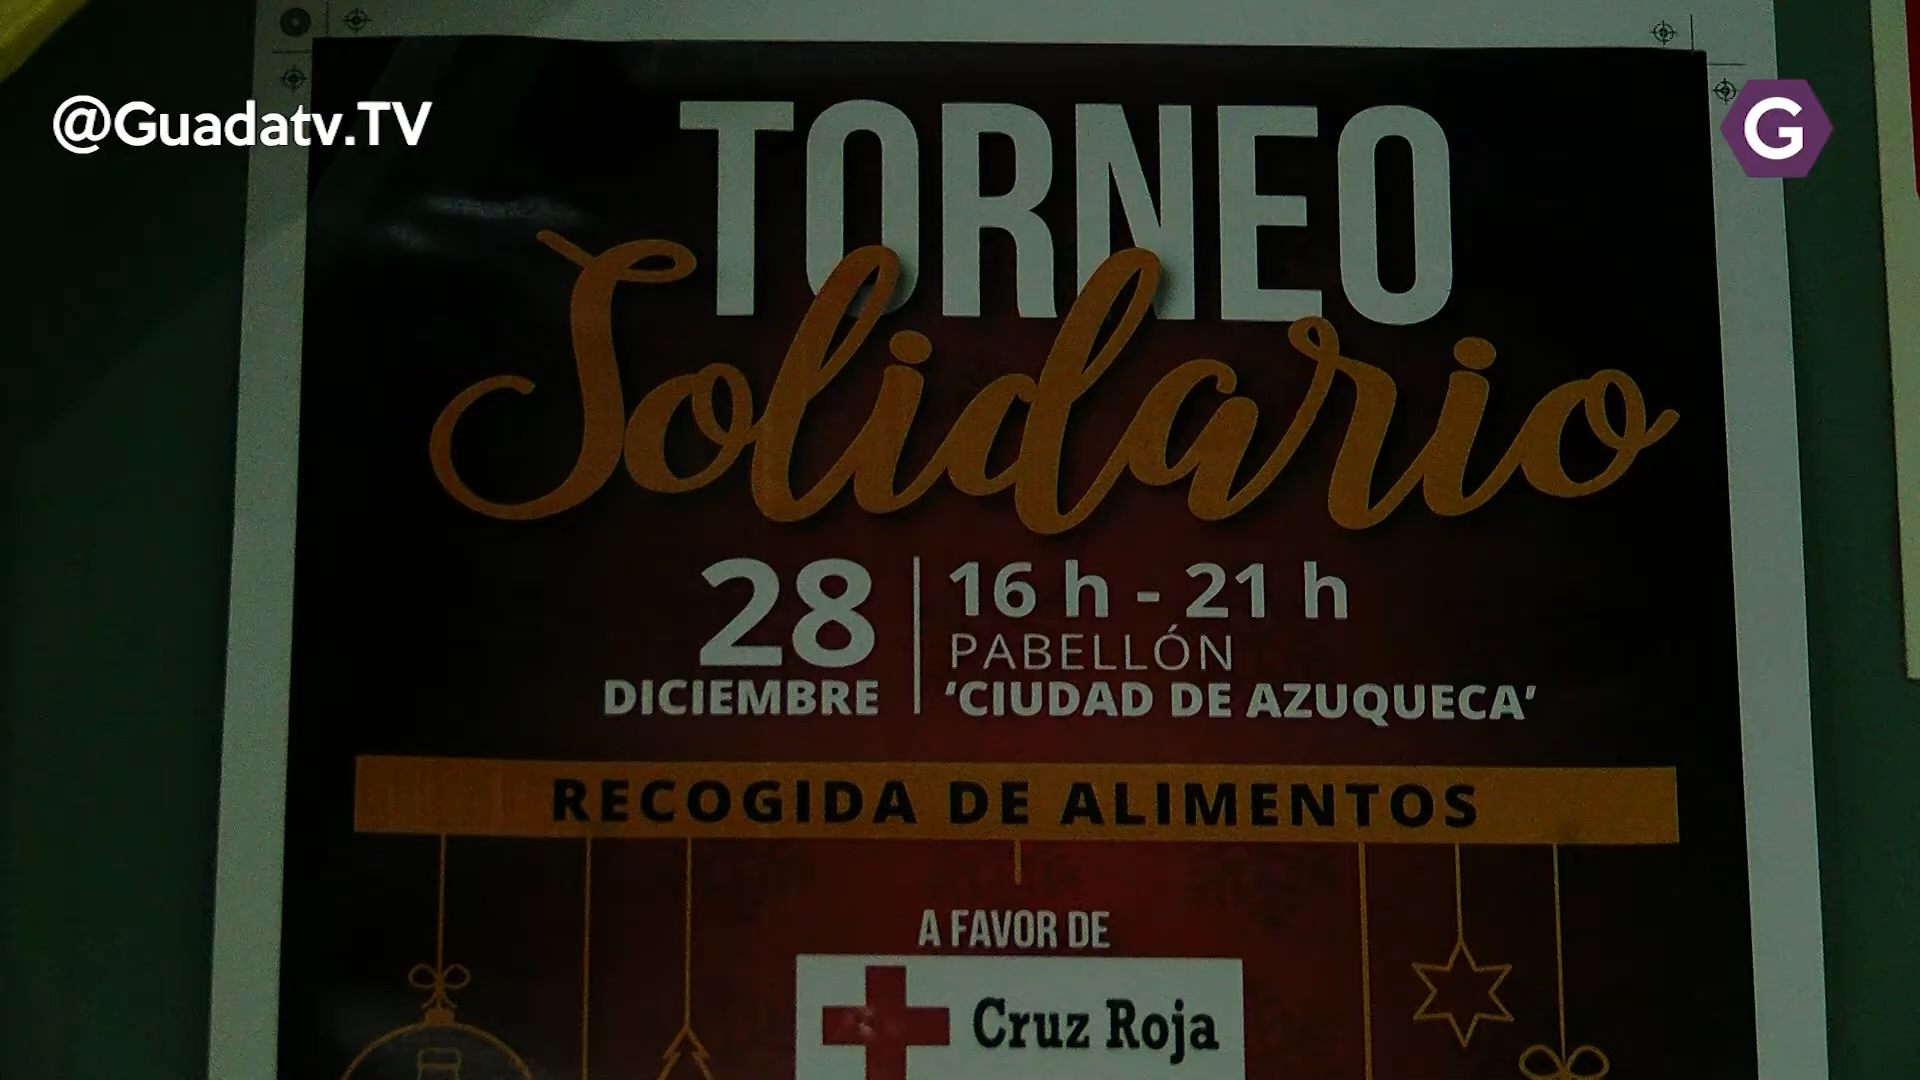 @Guadatv.TV
G
TORNEO
Solidario
28
DICIEMBRE
16 h - 21 h
PABELLÓN
'CIUDAD DE AZUQUECA'
RECOGIDA DE ALIMENTOS
A FAVOR DE
Cruz Roja